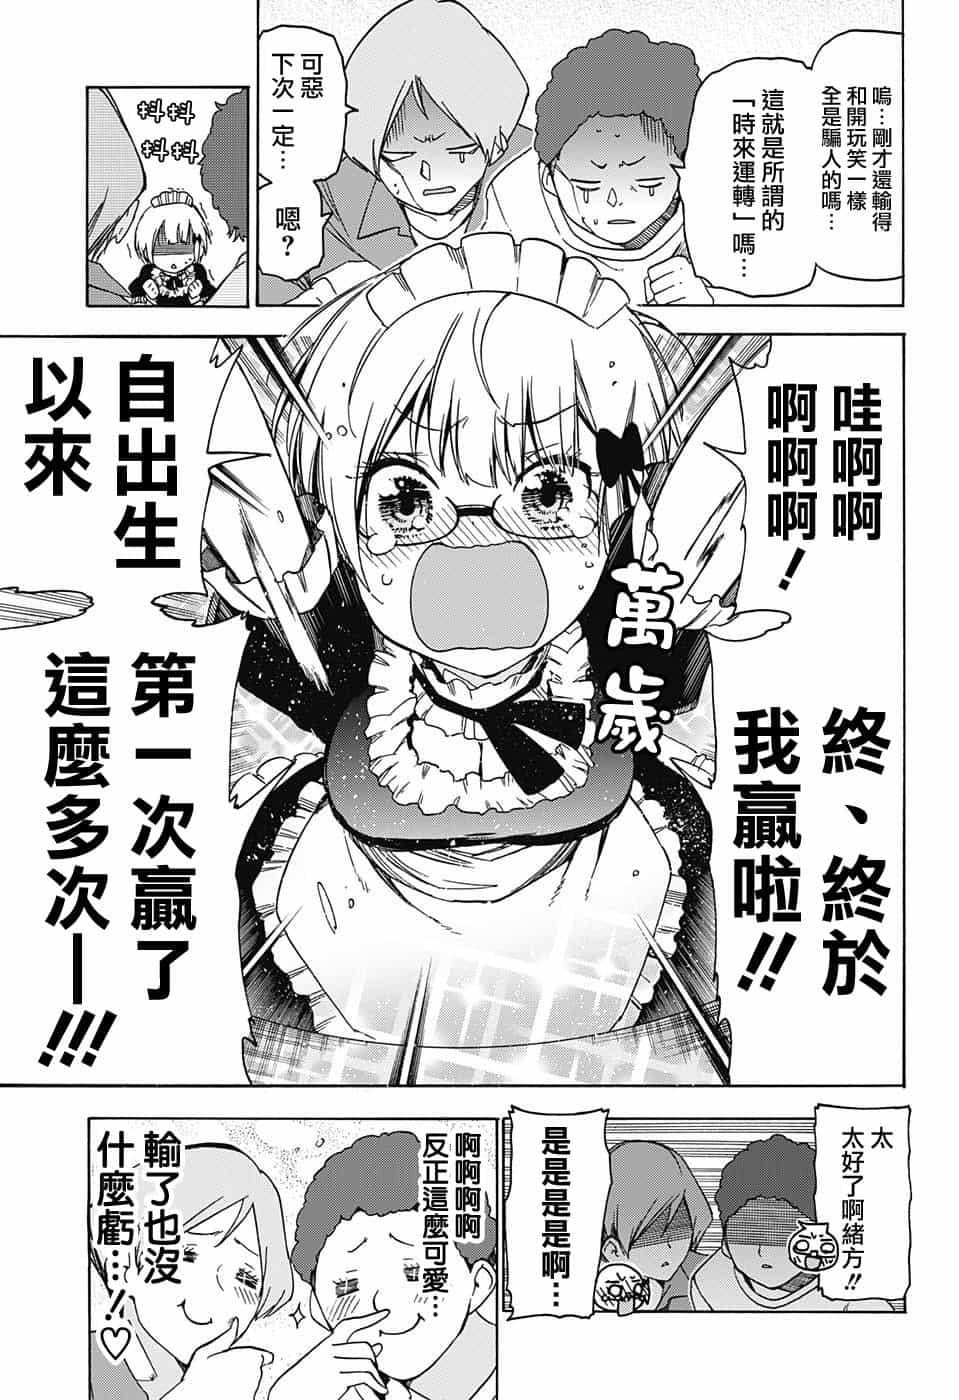 嗚…剛才還輸得
和開玩笑一樣
全是騙人的嗎…
這就是所謂的
「時來運轉」嗎…
可惡
下次一定…
嗯?
抖抖
抖抖
哇啊啊
啊啊啊!
終、終於
我贏啦!!
萬歲
自出生
以來
第一次贏了
這麼多次—!!!
太
太好了啊緒方!!
是是是是啊…
啊啊啊啊
反正這麼可愛…
輸了也沒
什麼虧…!♡